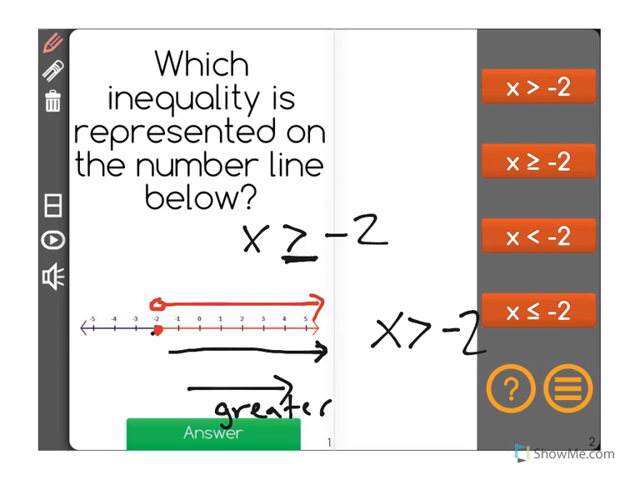 Which
inequality is
represented on
the number line
below?
x ≥ -2
-5 -4 -3 -2 -1 0 1 2 3 4 5
x > -2
greater
Answer
1
x > -2
x ≥ -2
x < -2
x ≤ -2
?
2
ShowMe.com